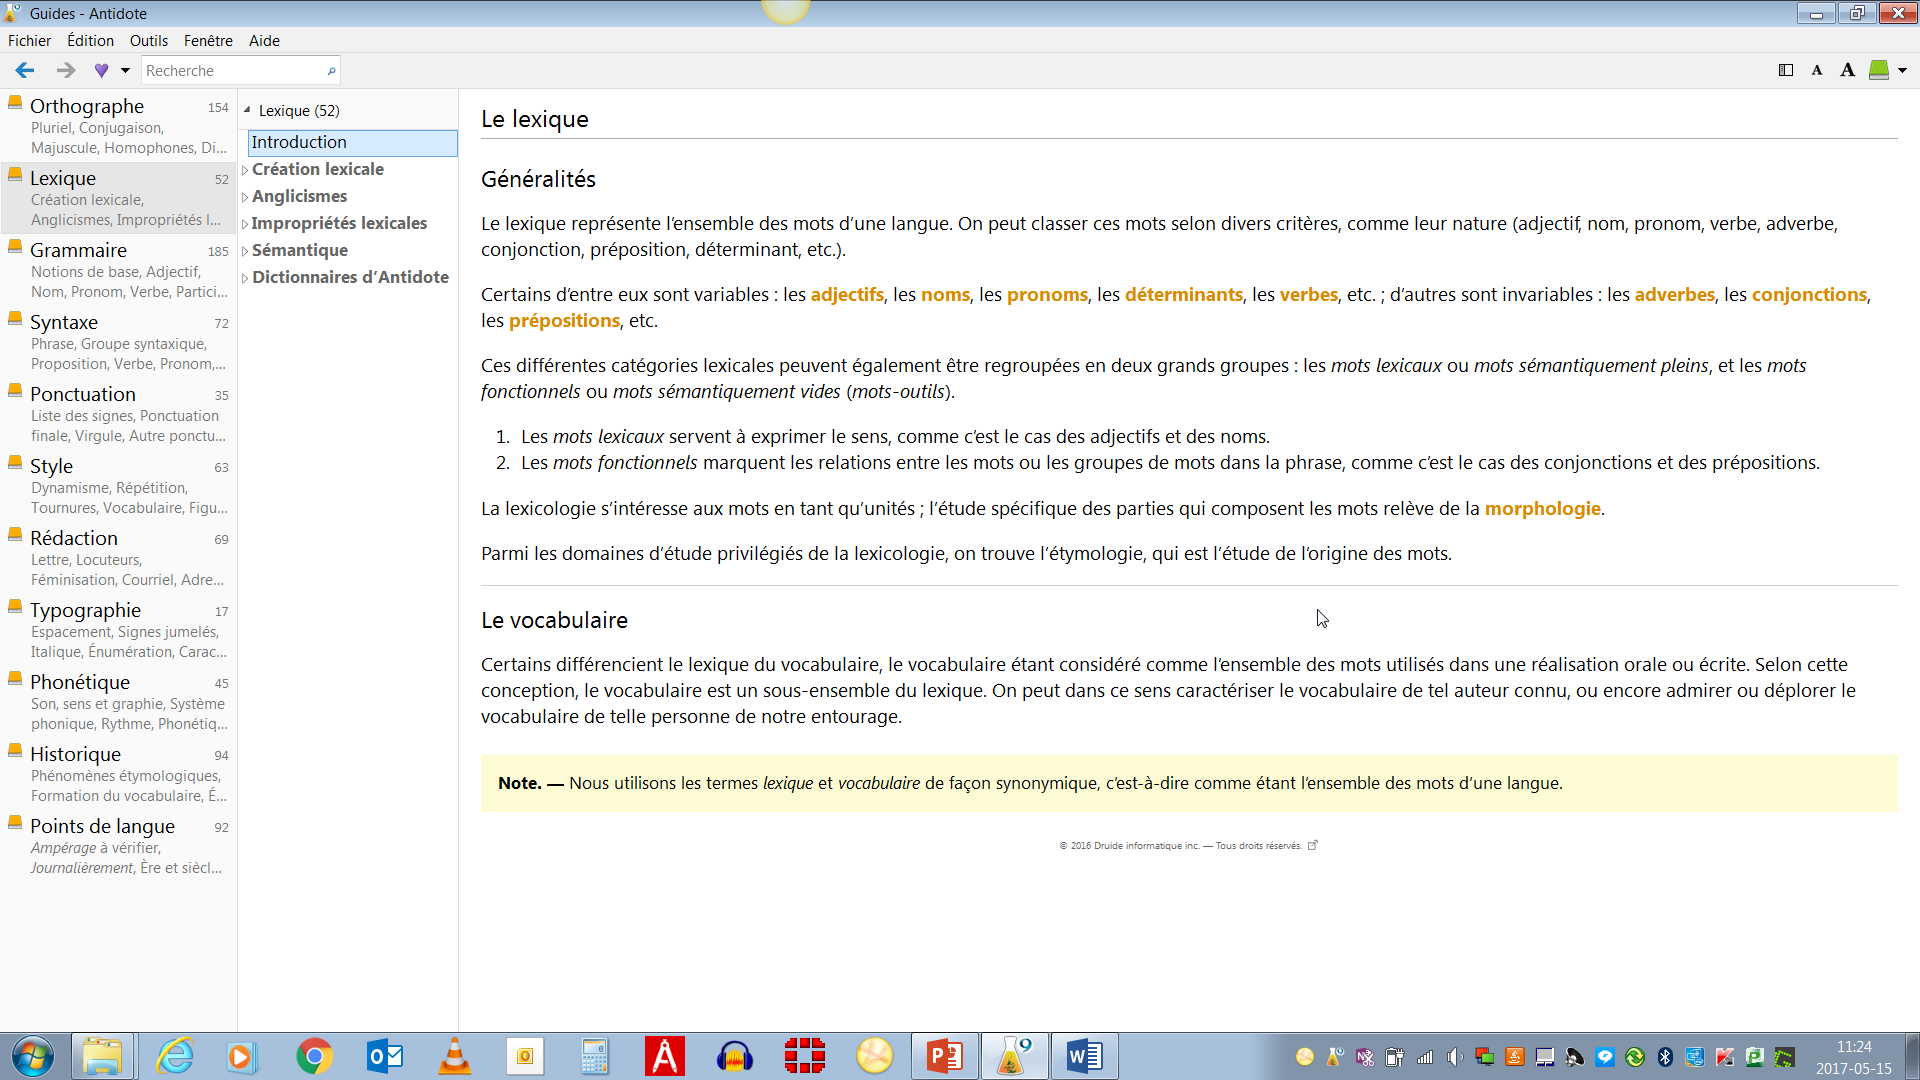 Guides - Antidote
Fichier Édition Outils Fenêtre Aide
Recherche
A A
Orthographe 154
Pluriel, Conjugaison,
Majuscule, Homophones, Di...
Lexique 52
Création lexicale,
Anglicismes, Impropriétés l...
Grammaire 185
Notions de base, Adjectif,
Nom, Pronom, Verbe, Partici...
Syntaxe 72
Phrase, Groupe syntaxique,
Proposition, Verbe, Pronom,...
Ponctuation 35
Liste des signes, Ponctuation
finale, Virgule, Autre ponctu...
Style 63
Dynamisme, Répétition,
Tournures, Vocabulaire, Figu...
Rédaction 69
Lettre, Locuteurs,
Féminisation, Courriel, Adre...
Typographie 17
Espacement, Signes jumelés,
Italique, Énumération, Carac...
Phonétique 45
Son, sens et graphie, Système
phonique, Rythme, Phonétiq...
Historique 94
Phénomènes étymologiques,
Formation du vocabulaire, É...
Points de langue 92
Ampérage à vérifier,
Journalièrement, Ère et siècl...
Lexique (52)
Introduction
Création lexicale
Anglicismes
Impropriétés lexicales
Sémantique
Dictionnaires d’Antidote
Le lexique
Généralités
Le lexique représente l’ensemble des mots d’une langue. On peut classer ces mots selon divers critères, comme leur nature (adjectif, nom, pronom, verbe, adverbe,
conjonction, préposition, déterminant, etc.).
Certains d’entre eux sont variables : les adjectifs, les noms, les pronoms, les déterminants, les verbes, etc. ; d’autres sont invariables : les adverbes, les conjonctions,
les prépositions, etc.
Ces différentes catégories lexicales peuvent également être regroupées en deux grands groupes : les mots lexicaux ou mots sémantiquement pleins, et les mots
fonctionnels ou mots sémantiquement vides (mots-outils).
1. Les mots lexicaux servent à exprimer le sens, comme c’est le cas des adjectifs et des noms.
2. Les mots fonctionnels marquent les relations entre les mots ou les groupes de mots dans la phrase, comme c’est le cas des conjonctions et des prépositions.
La lexicologie s’intéresse aux mots en tant qu’unités ; l’étude spécifique des parties qui composent les mots relève de la morphologie.
Parmi les domaines d’étude privilégiés de la lexicologie, on trouve l’étymologie, qui est l’étude de l’origine des mots.
Le vocabulaire
Certains différencient le lexique du vocabulaire, le vocabulaire étant considéré comme l’ensemble des mots utilisés dans une réalisation orale ou écrite. Selon cette
conception, le vocabulaire est un sous-ensemble du lexique. On peut dans ce sens caractériser le vocabulaire de tel auteur connu, ou encore admirer ou déplorer le
vocabulaire de telle personne de notre entourage.
Note. — Nous utilisons les termes lexique et vocabulaire de façon synonymique, c’est-à-dire comme étant l’ensemble des mots d’une langue.
© 2016 Druide informatique inc. — Tous droits réservés.
11:24
2017-05-15